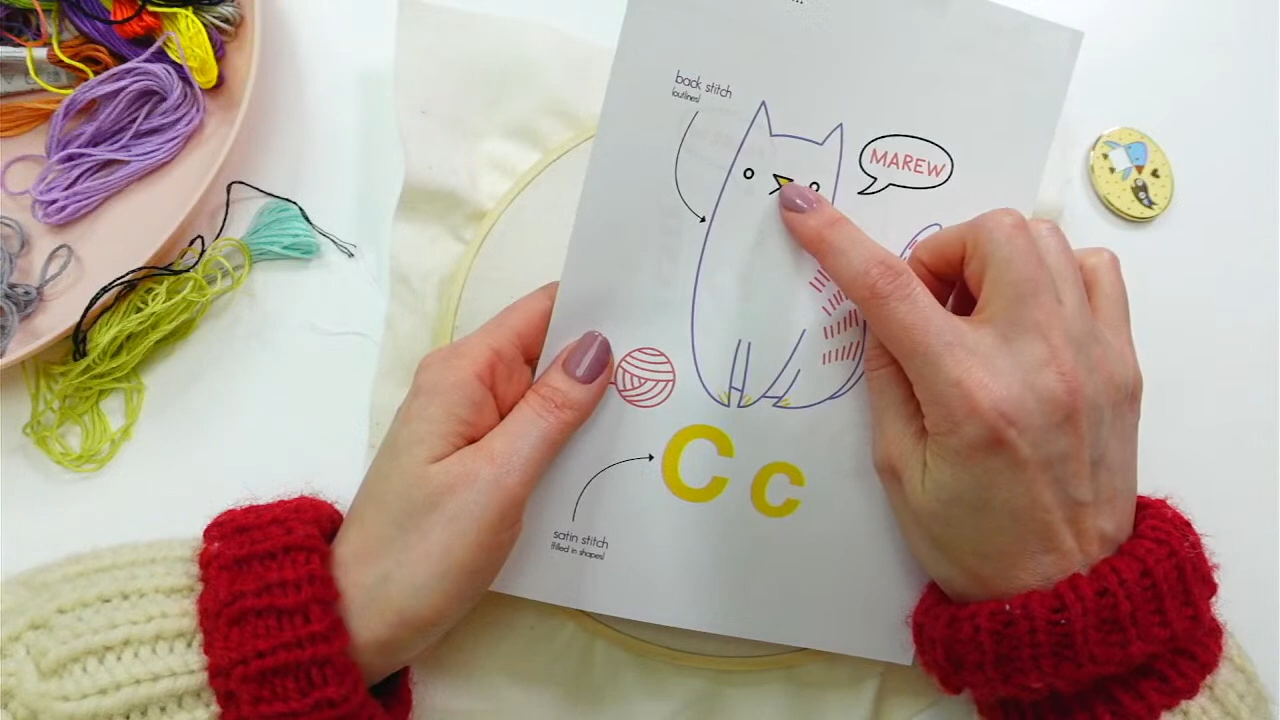 back stitch
(outlines)
MAREW
Cc
satin stitch
(filled in shapes)